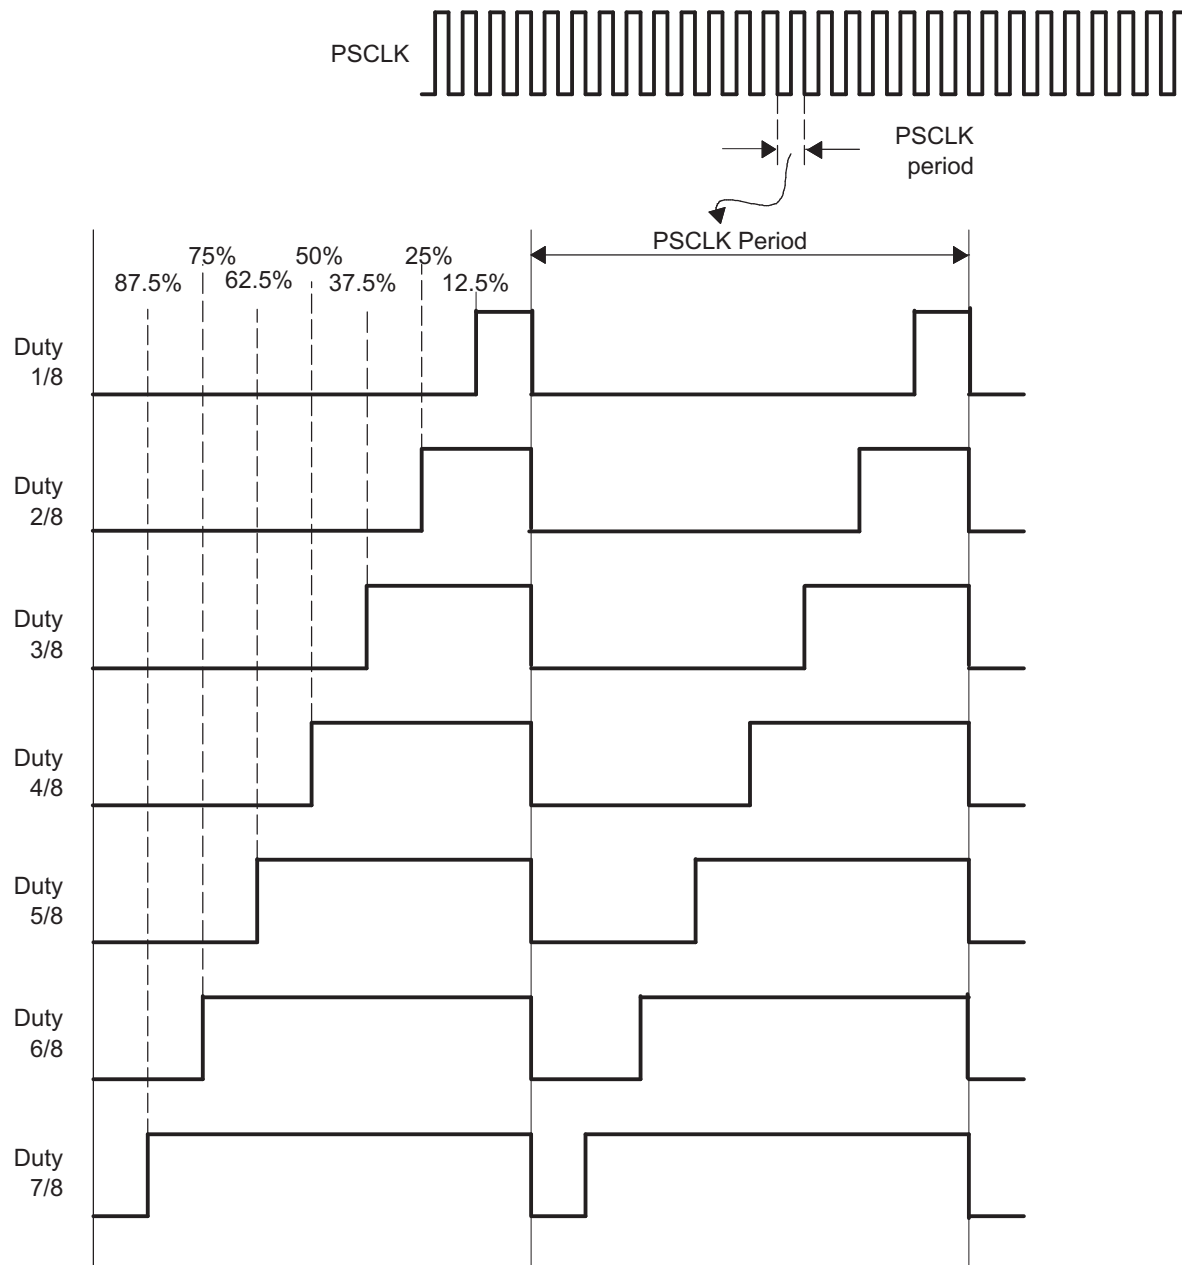 PSCLK
PSCLK
period
PSCLK Period
75%
50%
25%
87.5%
62.5%
37.5%
12.5%
Duty
1/8
Duty
2/8
Duty
3/8
Duty
4/8
Duty
5/8
Duty
6/8
Duty
7/8